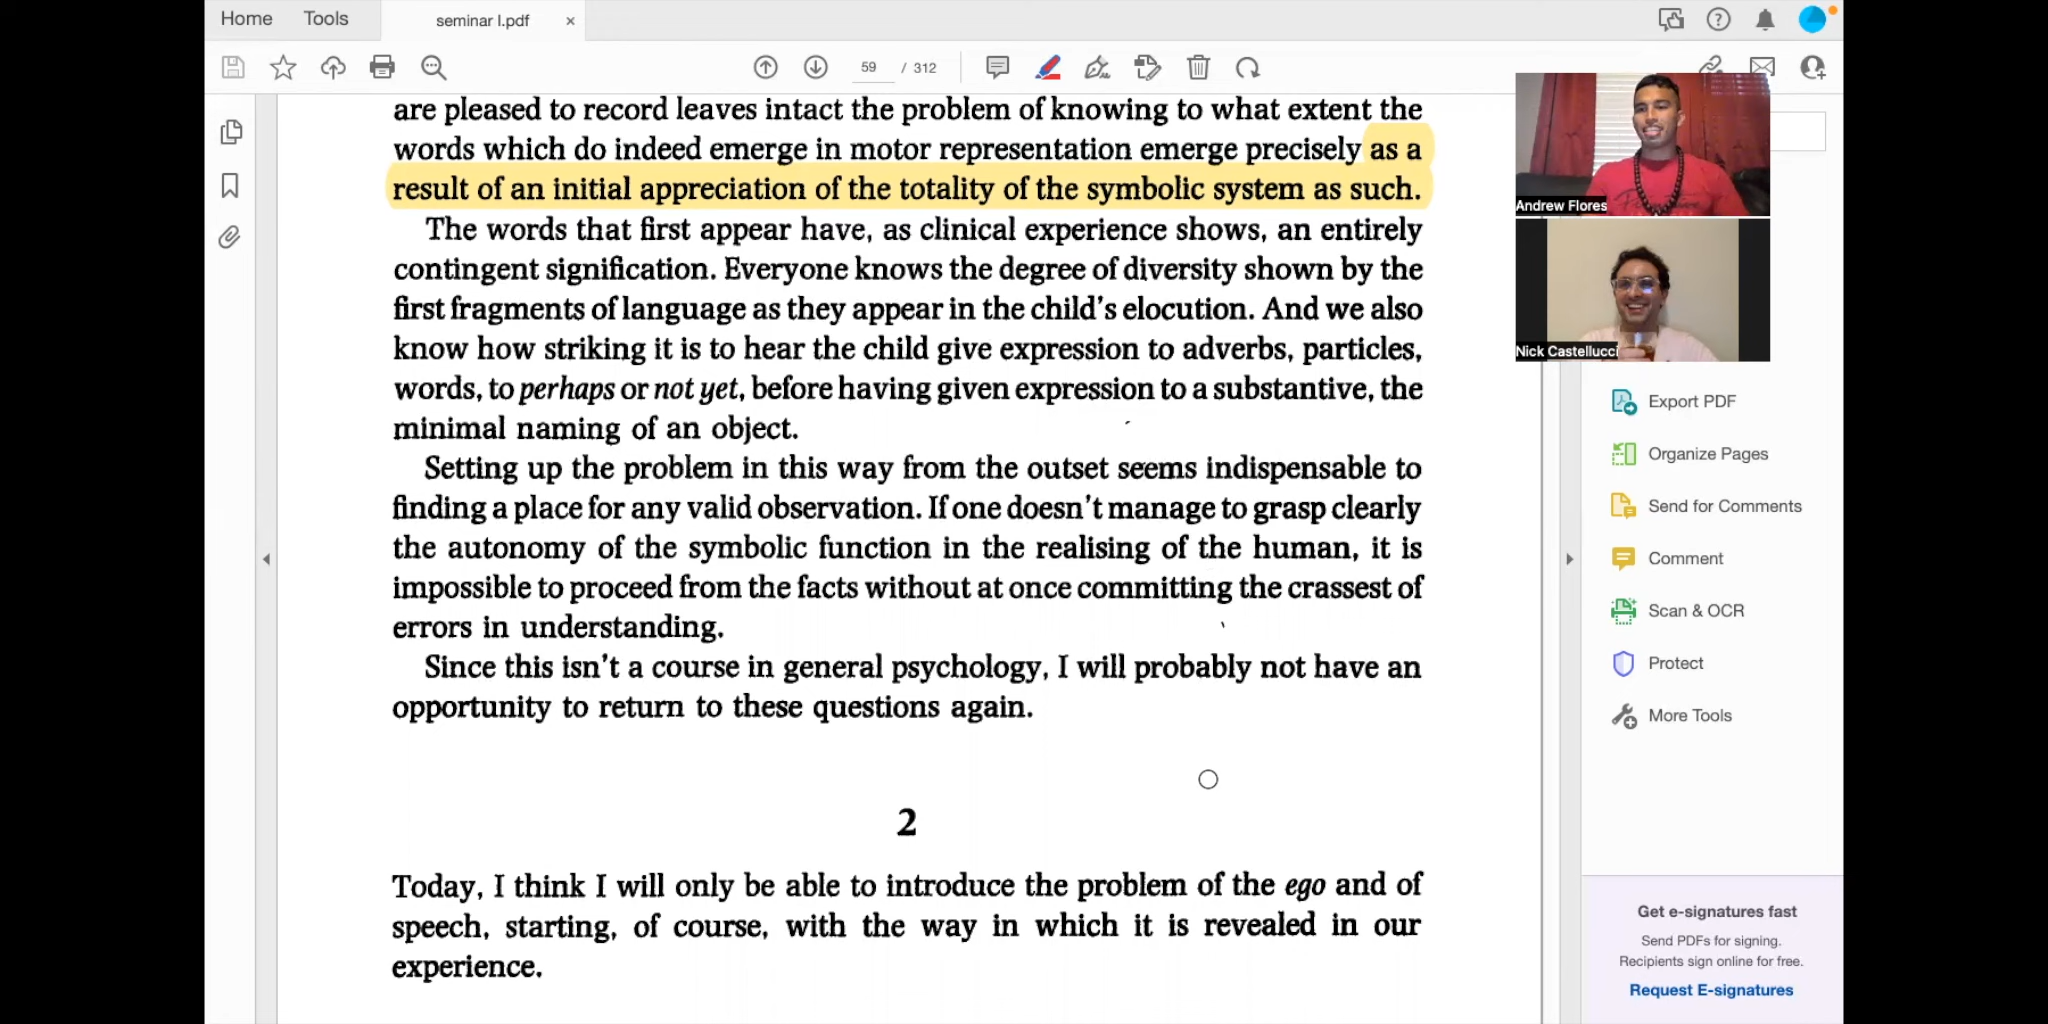 Home
Tools
seminar I.pdf
×
59 / 312
are pleased to record leaves intact the problem of knowing to what extent the
words which do indeed emerge in motor representation emerge precisely as a
result of an initial appreciation of the totality of the symbolic system as such.
The words that first appear have, as clinical experience shows, an entirely
contingent signification. Everyone knows the degree of diversity shown by the
first fragments of language as they appear in the child's elocution. And we also
know how striking it is to hear the child give expression to adverbs, particles,
words, to perhaps or not yet, before having given expression to a substantive, the
minimal naming of an object.
Setting up the problem in this way from the outset seems indispensable to
finding a place for any valid observation. If one doesn't manage to grasp clearly
the autonomy of the symbolic function in the realising of the human, it is
impossible to proceed from the facts without at once committing the crassest of
errors in understanding.
Since this isn't a course in general psychology, I will probably not have an
opportunity to return to these questions again.
2
Today, I think I will only be able to introduce the problem of the ego and of
speech, starting, of course, with the way in which it is revealed in our
experience.
Andrew Flores
Nick Castellucci
Export PDF
Organize Pages
Send for Comments
Comment
Scan & OCR
Protect
More Tools
Get e-signatures fast
Send PDFs for signing.
Recipients sign online for free.
Request E-signatures